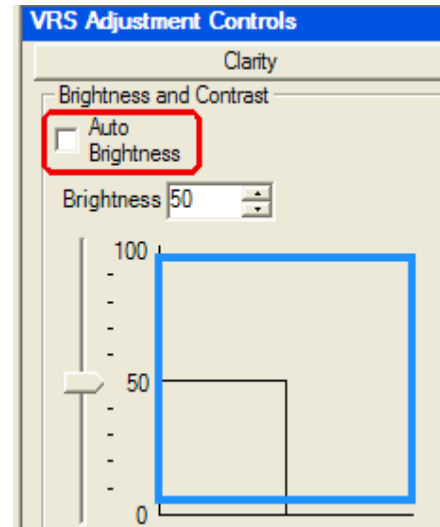 VRS Adjustment Controls
Clarity
Brightness and Contrast
Auto
Brightness
Brightness 50
100
50
0